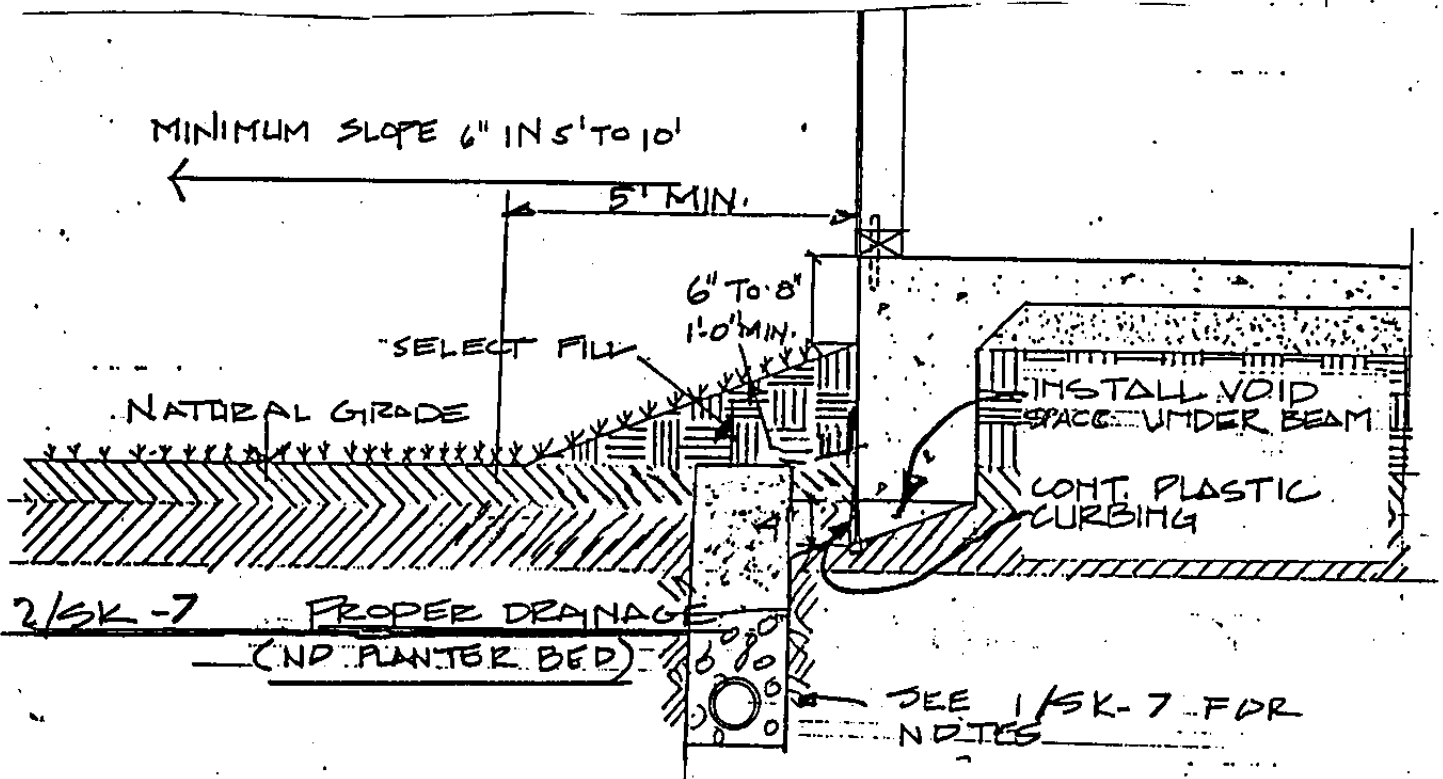 MINIMUM SLOPE 6" IN 5' TO 10'
5' MIN.
6" TO 8"
1'-0" MIN.
SELECT FILL
NATURAL GRADE
INSTALL VOID
SPACE UNDER BEAM
CONT. PLASTIC
CURBING
2/SK-7 PROPER DRAINAGE
(NO PLANTER BED)
SEE 1/SK-7 FOR
NOTES